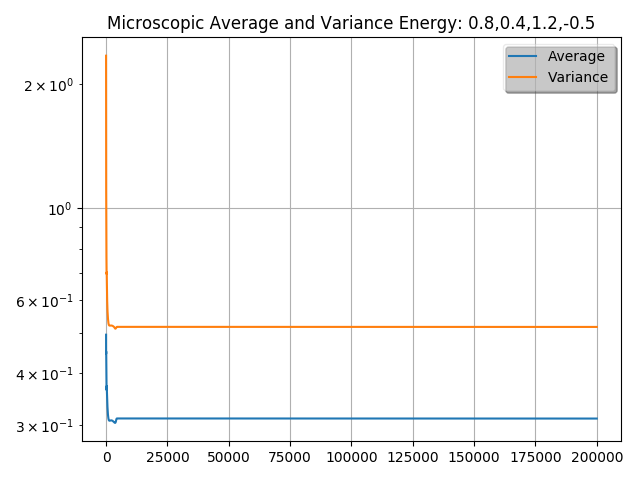 Microscopic Average and Variance Energy: 0.8,0.4,1.2,-0.5
Average
Variance
2 × 10⁰
10⁰
6 × 10⁻¹
4 × 10⁻¹
3 × 10⁻¹
0 25000 50000 75000 100000 125000 150000 175000 200000